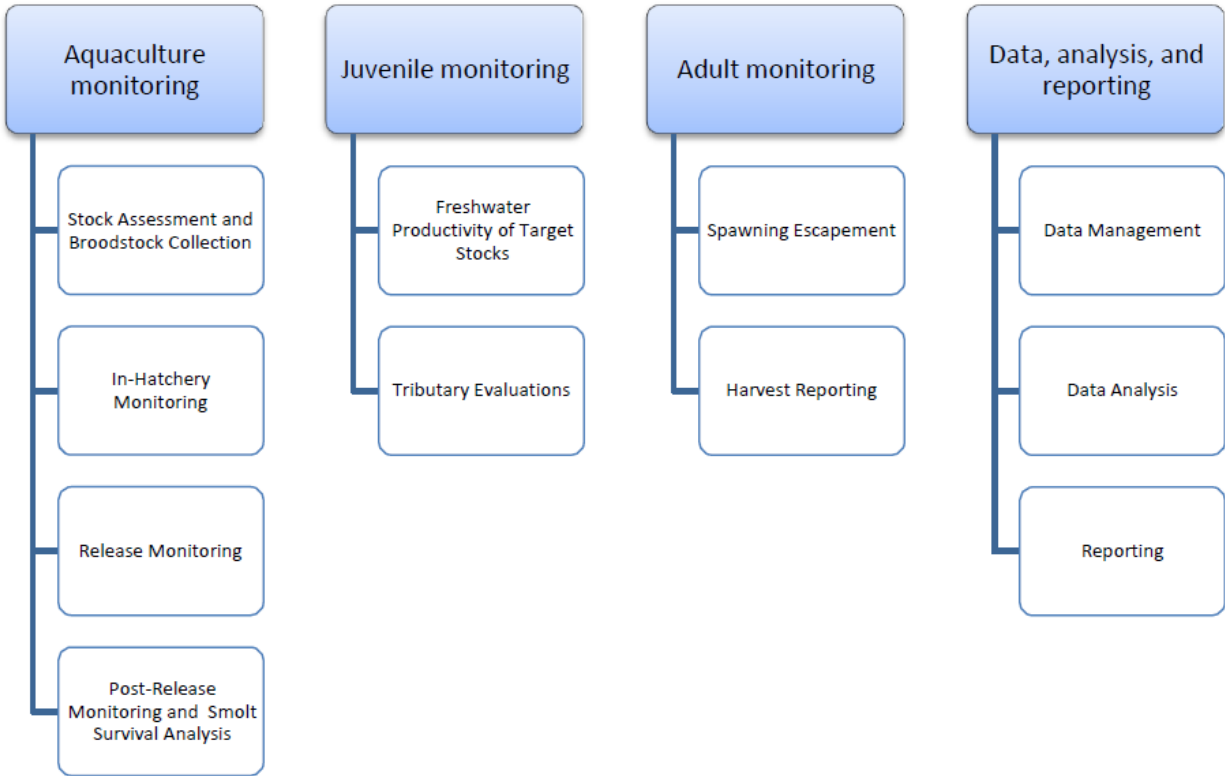 Aquaculture
monitoring
Stock Assessment and
Broodstock Collection
In-Hatchery
Monitoring
Release Monitoring
Post-Release
Monitoring and Smolt
Survival Analysis
Juvenile monitoring
Freshwater
Productivity of Target
Stocks
Tributary Evaluations
Adult monitoring
Spawning Escapement
Harvest Reporting
Data, analysis, and
reporting
Data Management
Data Analysis
Reporting